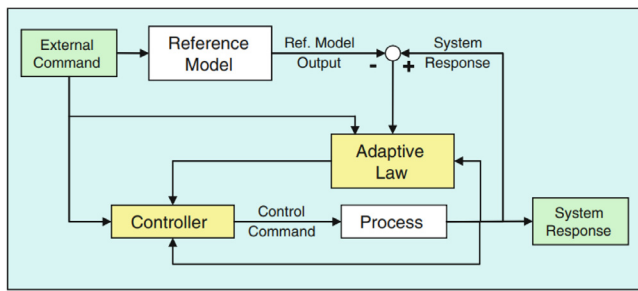 External
Command
Reference
Model
Ref. Model
Output
-
+
System
Response
Adaptive
Law
Controller
Control
Command
Process
System
Response